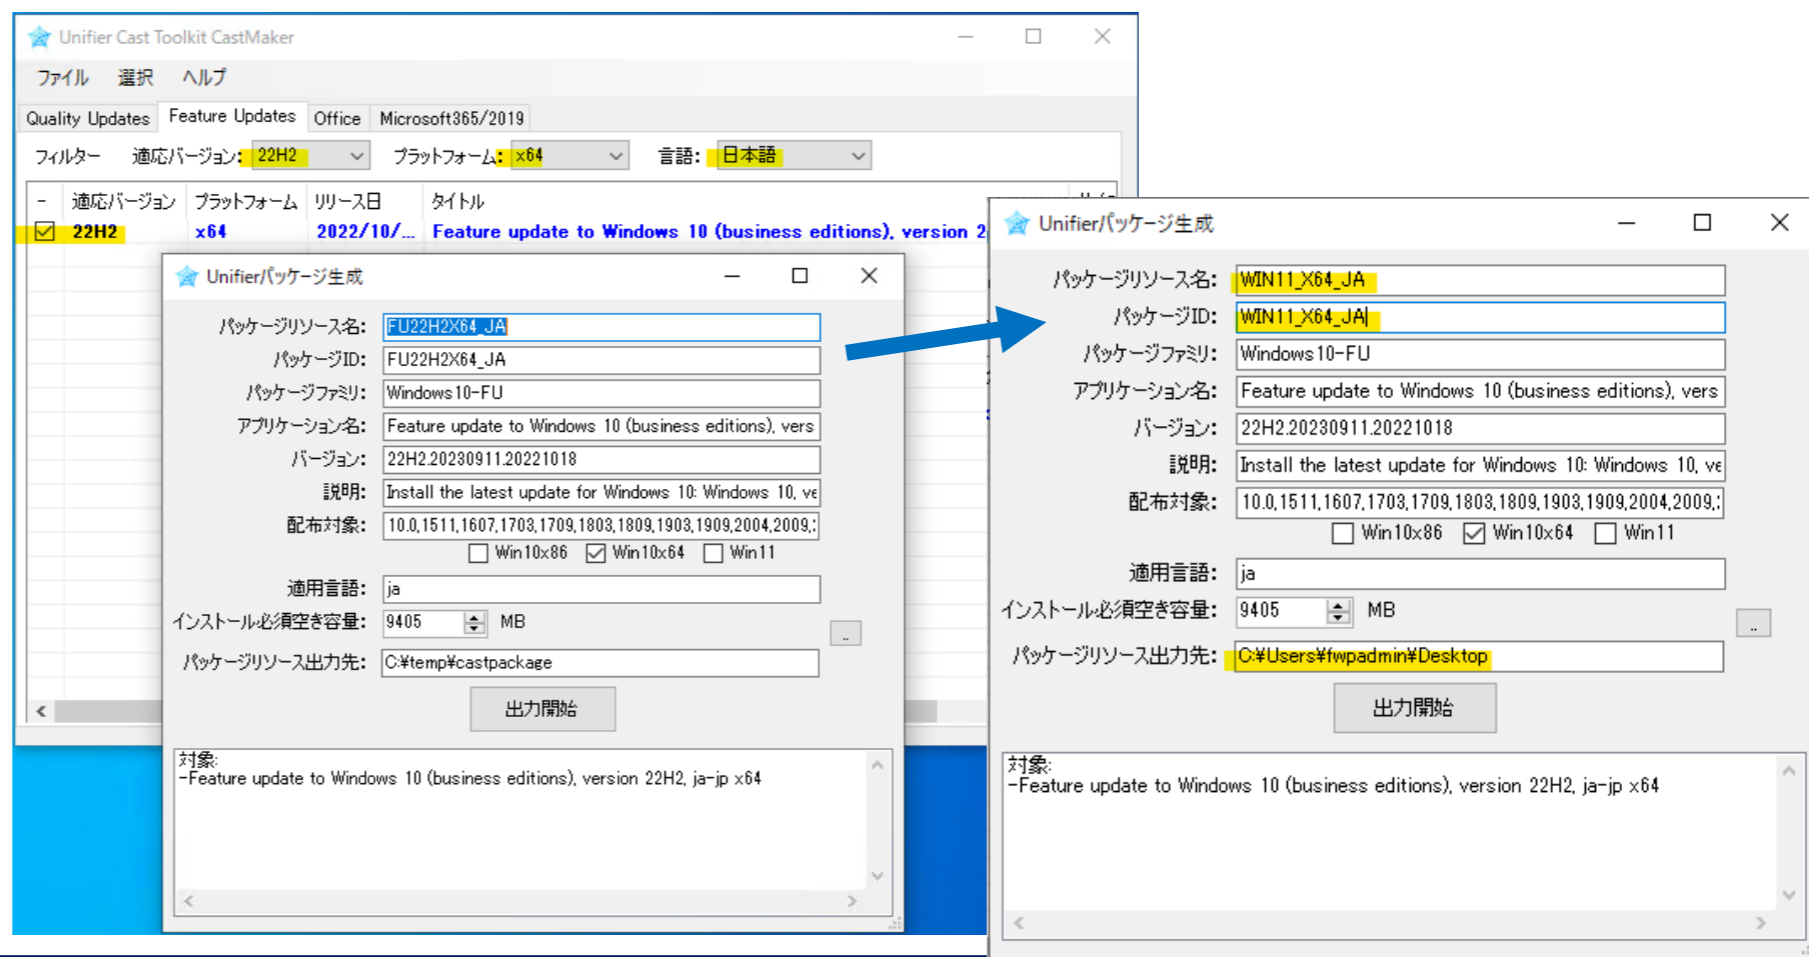 Unifier Cast Toolkit CastMaker
ファイル 選択 ヘルプ
Quality Updates Feature Updates Office Microsoft365/2019
フィルター 適応バージョン: 22H2 プラットフォーム: x64 言語: 日本語
- 適応バージョン プラットフォーム リリース日 タイトル
22H2 x64 2022/10/... Feature update to Windows 10 (business editions), version 2
Unifierパッケージ生成
パッケージリソース名: FU22H2X64_JA
パッケージID: FU22H2X64_JA
パッケージファミリ: Windows10-FU
アプリケーション名: Feature update to Windows 10 (business editions), vers
バージョン: 22H2.20230911.20221018
説明: Install the latest update for Windows 10: Windows 10, ve
配布対象: 10.0,1511,1607,1703,1709,1803,1809,1903,1909,2004,2009,
Win10x86 Win10x64 Win11
適用言語: ja
インストール必須空き容量: 9405 MB
..
パッケージリソース出力先: C:¥temp¥castpackage
出力開始
対象:
-Feature update to Windows 10 (business editions), version 22H2, ja-jp x64
Unifierパッケージ生成
パッケージリソース名: WIN11_X64_JA
パッケージID: WIN11_X64_JA
パッケージファミリ: Windows10-FU
アプリケーション名: Feature update to Windows 10 (business editions), vers
バージョン: 22H2.20230911.20221018
説明: Install the latest update for Windows 10: Windows 10, ve
配布対象: 10.0,1511,1607,1703,1709,1803,1809,1903,1909,2004,2009,
Win10x86 Win10x64 Win11
適用言語: ja
インストール必須空き容量: 9405 MB
..
パッケージリソース出力先: C:¥Users¥fwpadmin¥Desktop
出力開始
対象:
-Feature update to Windows 10 (business editions), version 22H2, ja-jp x64